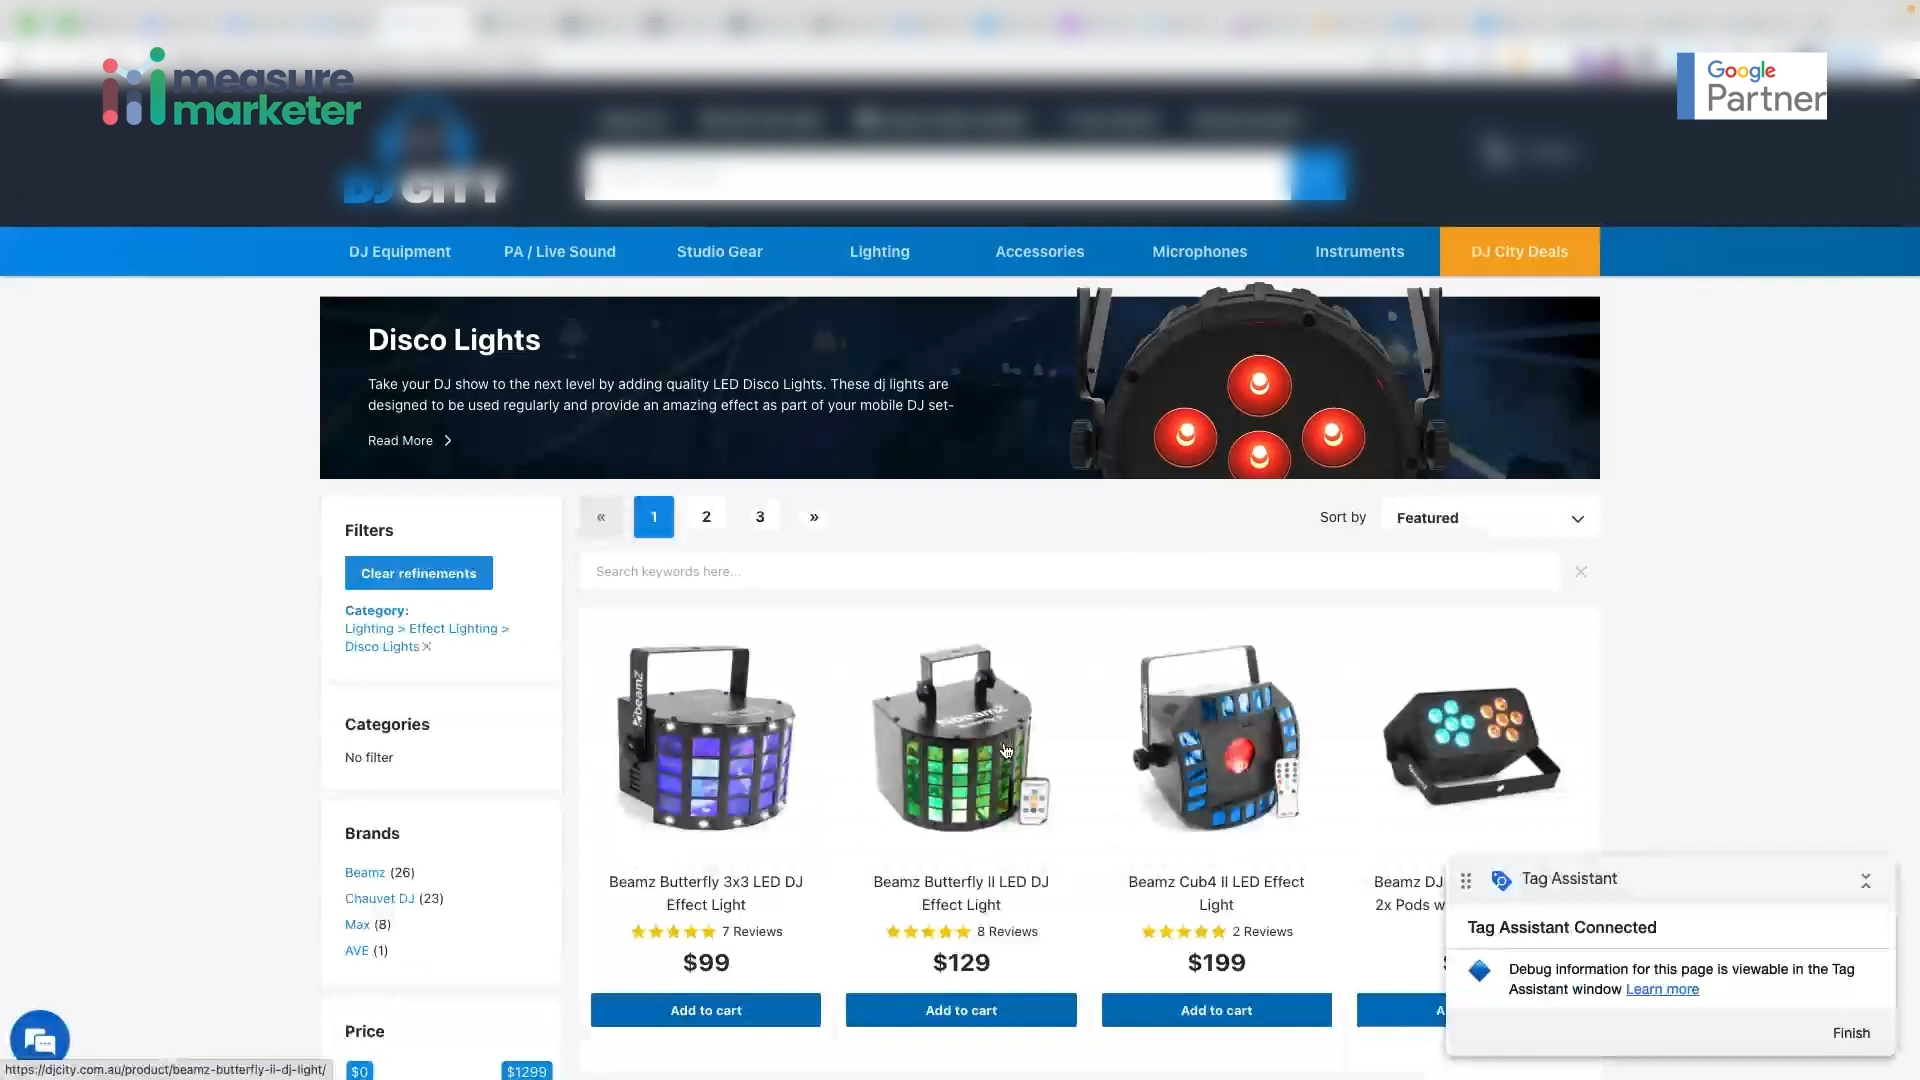 measure
marketer
Google
Partner
DJ CITY
DJ Equipment
PA / Live Sound
Studio Gear
Lighting
Accessories
Microphones
Instruments
DJ City Deals
Disco Lights
Take your DJ show to the next level by adding quality LED Disco Lights. These dj lights are
designed to be used regularly and provide an amazing effect as part of your mobile DJ set-
Read More
Filters
Clear refinements
Category:
Lighting > Effect Lighting >
Disco Lights
Categories
No filter
Brands
Beamz (26)
Chauvet DJ (23)
Max (8)
AVE (1)
Price
$0
$1299
«
1
2
3
»
Sort by
Featured
Search keywords here...
Beamz Butterfly 3x3 LED DJ
Effect Light
7 Reviews
$99
Add to cart
Beamz Butterfly II LED DJ
Effect Light
8 Reviews
$129
Add to cart
Beamz Cub4 II LED Effect
Light
2 Reviews
$199
Add to cart
Beamz DJ
2x Pods w
Tag Assistant
Tag Assistant Connected
Debug information for this page is viewable in the Tag
Assistant window Learn more
Finish
https://djcity.com.au/product/beamz-butterfly-ii-dj-light/